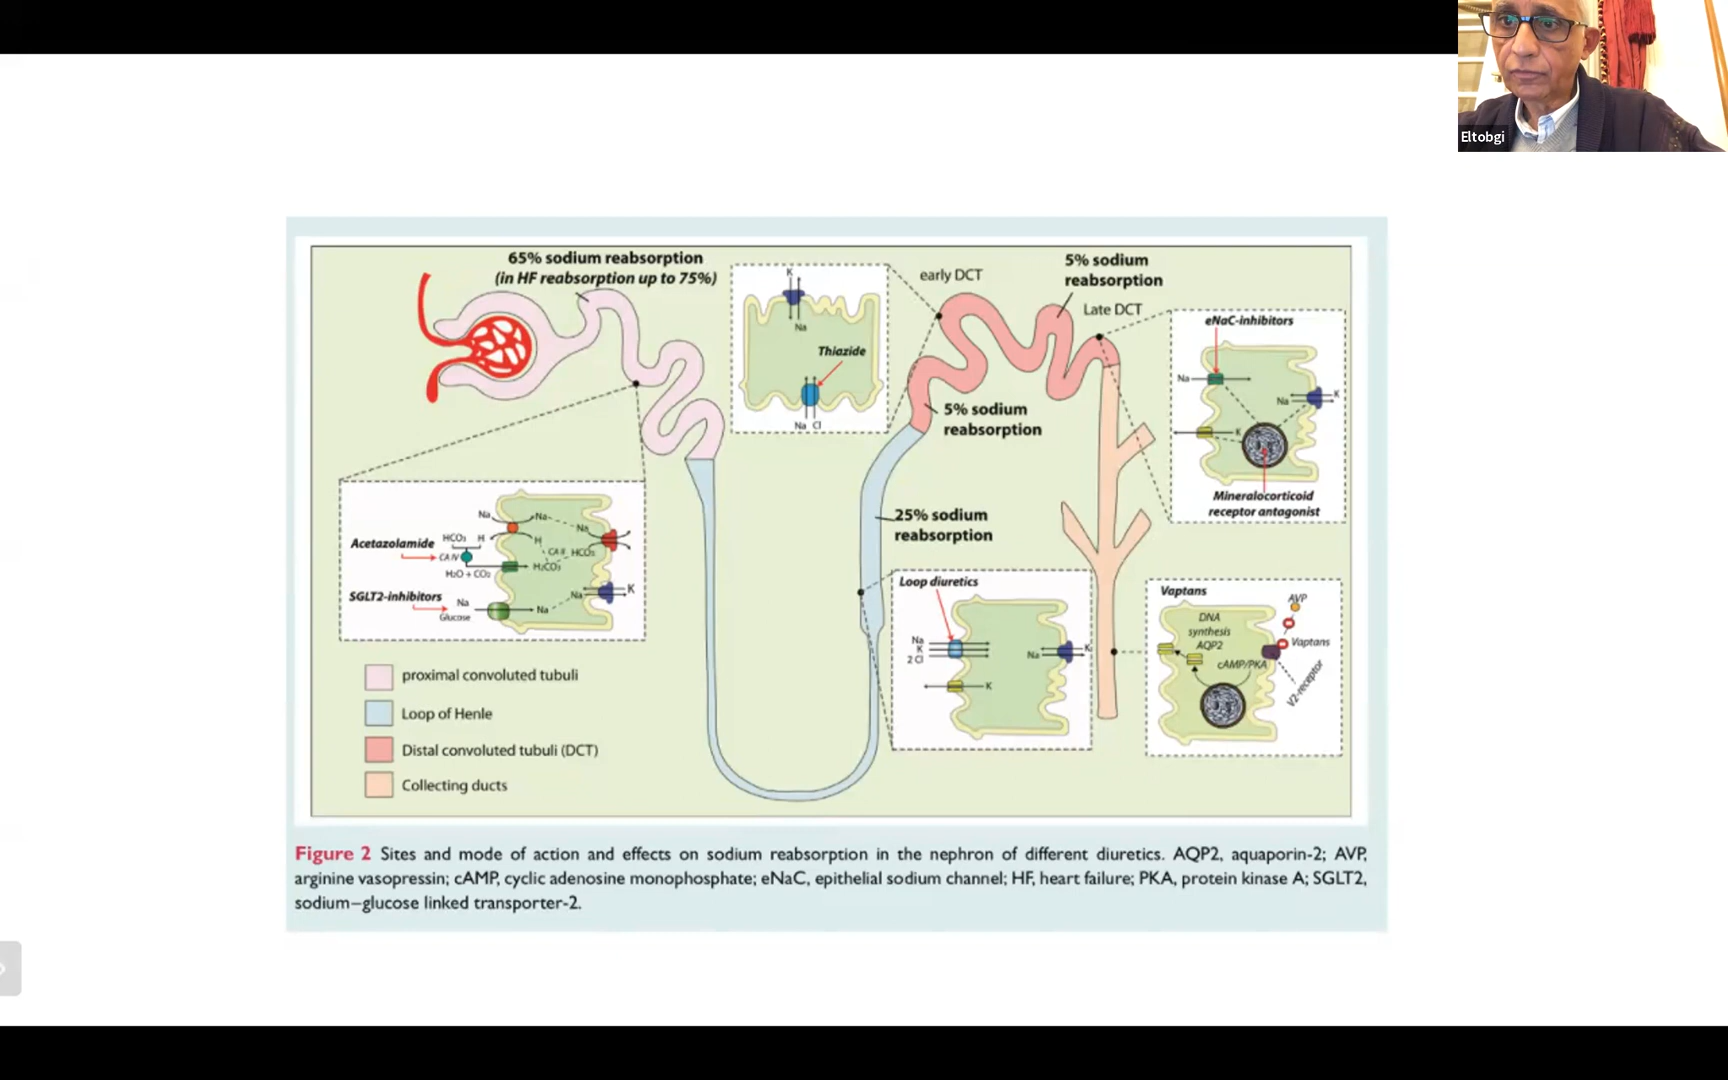 Eltobgi
65% sodium reabsorption
(in HF reabsorption up to 75%)
K
Na
Thiazide
Na Cl
early DCT
5% sodium
reabsorption
Late DCT
5% sodium
reabsorption
eNaC-inhibitors
Na
Na
K
K
Mineralocorticoid
receptor antagonist
25% sodium
reabsorption
Na
Na
Na
Acetazolamide
HCO₃ H
H
CA IV
CA II
HCO₃
H₂O + CO₂
H₂CO₃
SGLT2-inhibitors
Na
Glucose
Na
Na
K
Loop diuretics
Na
K
2 Cl
Na
K
K
Vaptans
AVP
DNA
synthesis
AQP2
Vaptans
cAMP/PKA
V2-receptor
proximal convoluted tubuli
Loop of Henle
Distal convoluted tubuli (DCT)
Collecting ducts
Figure 2 Sites and mode of action and effects on sodium reabsorption in the nephron of different diuretics. AQP2, aquaporin-2; AVP,
arginine vasopressin; cAMP, cyclic adenosine monophosphate; eNaC, epithelial sodium channel; HF, heart failure; PKA, protein kinase A; SGLT2,
sodium–glucose linked transporter-2.